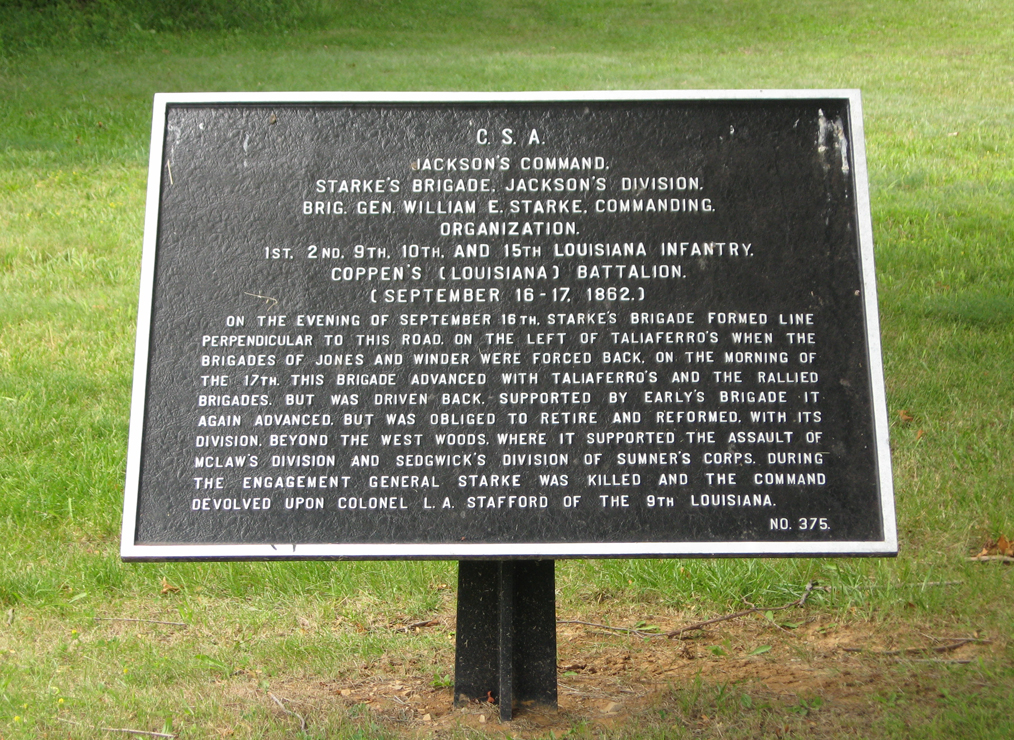 C. S. A.
JACKSON'S COMMAND.
STARKE'S BRIGADE, JACKSON'S DIVISION.
BRIG. GEN. WILLIAM E. STARKE, COMMANDING.
ORGANIZATION.
1ST, 2ND, 9TH, 10TH, AND 15TH LOUISIANA INFANTRY.
COPPEN'S (LOUISIANA) BATTALION.
(SEPTEMBER 16-17, 1862.)
ON THE EVENING OF SEPTEMBER 16TH, STARKE'S BRIGADE FORMED LINE
PERPENDICULAR TO THIS ROAD, ON THE LEFT OF TALIAFERRO'S WHEN THE
BRIGADES OF JONES AND WINDER WERE FORCED BACK, ON THE MORNING OF
THE 17TH, THIS BRIGADE ADVANCED WITH TALIAFERRO'S AND THE RALLIED
BRIGADES, BUT WAS DRIVEN BACK. SUPPORTED BY EARLY'S BRIGADE IT
AGAIN ADVANCED, BUT WAS OBLIGED TO RETIRE AND REFORMED, WITH ITS
DIVISION, BEYOND THE WEST WOODS, WHERE IT SUPPORTED THE ASSAULT OF
MCLAW'S DIVISION AND SEDGWICK'S DIVISION OF SUMNER'S CORPS. DURING
THE ENGAGEMENT GENERAL STARKE WAS KILLED AND THE COMMAND
DEVOLVED UPON COLONEL L. A. STAFFORD OF THE 9TH LOUISIANA.
NO. 375.